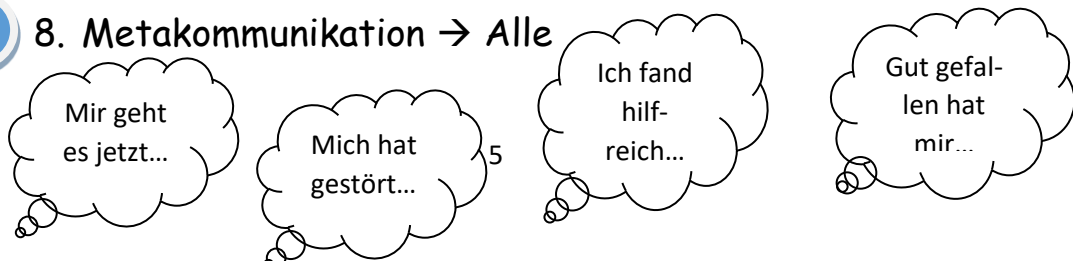 8. Metakommunikation → Alle
Mir geht
es jetzt...
Mich hat
gestört...
5
Ich fand
hilf-
reich...
Gut gefal-
len hat
mir...